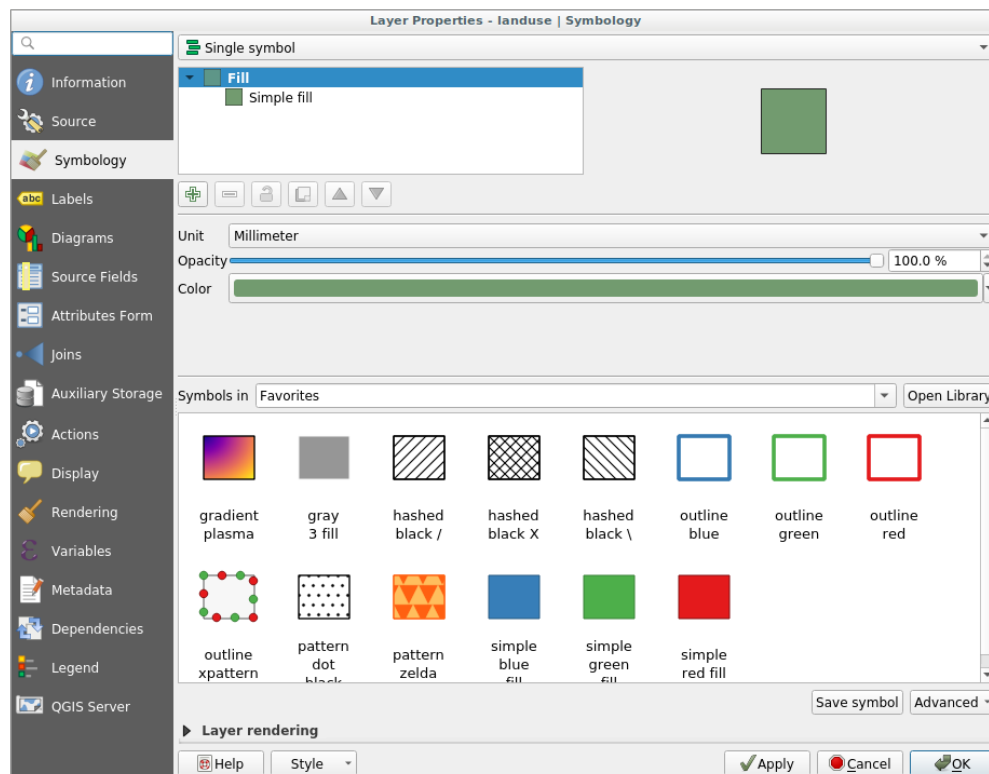 Layer Properties - landuse | Symbology
Single symbol
Information
Source
Symbology
abc Labels
Diagrams
Source Fields
Attributes Form
Joins
Auxiliary Storage
Actions
Display
Rendering
Variables
Metadata
Dependencies
Legend
QGIS Server
Fill
Simple fill
Unit Millimeter
Opacity 100.0 %
Color
Symbols in Favorites Open Library
gradient plasma
gray 3 fill
hashed black /
hashed black X
hashed black \
outline blue
outline green
outline red
outline xpattern
pattern dot black
pattern zelda
simple blue fill
simple green fill
simple red fill
Save symbol Advanced
Layer rendering
Help Style Apply Cancel OK